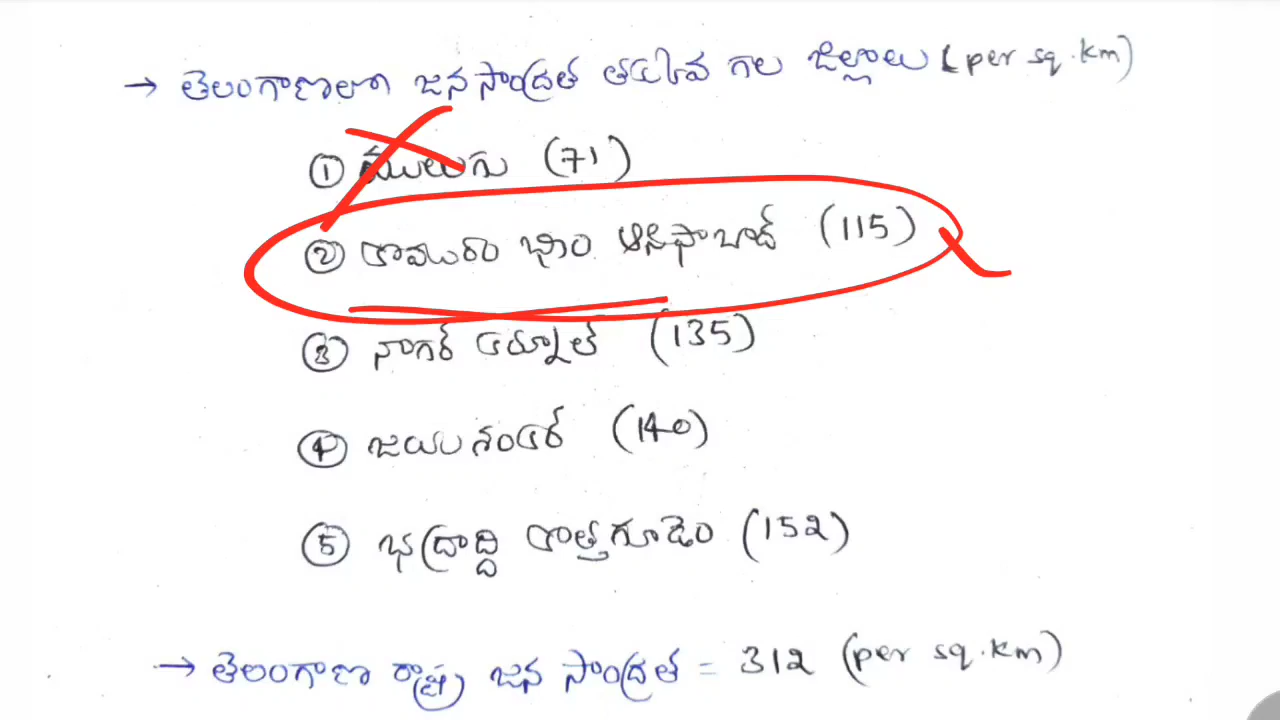 → తెలంగాణలో జన సాంద్రత తక్కువ గల జిల్లాలు (per sq.km)
① ములుగు (71)
② కొమురం భీం ఆసిఫాబాద్ (115)
③ నాగర్ కర్నూల్ (135)
④ జయశంకర్ (140)
⑤ భద్రాద్రి కొత్తగూడెం (152)
→ తెలంగాణ రాష్ట్ర జన సాంద్రత = 312 (per sq.km)